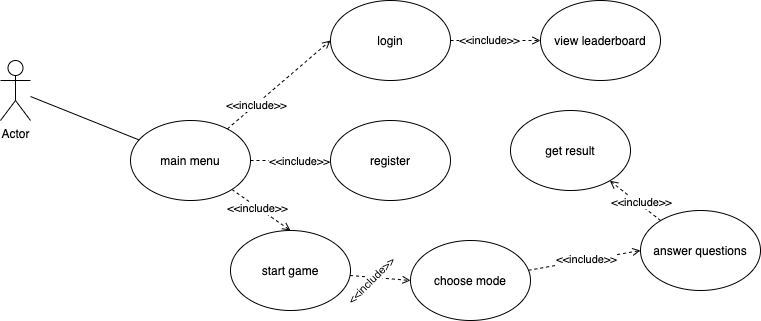 login
<<include>>
view leaderboard
<<include>>
Actor
main menu
<<include>>
register
get result
<<include>>
<<include>>
start game
<<include>>
choose mode
<<include>>
answer questions